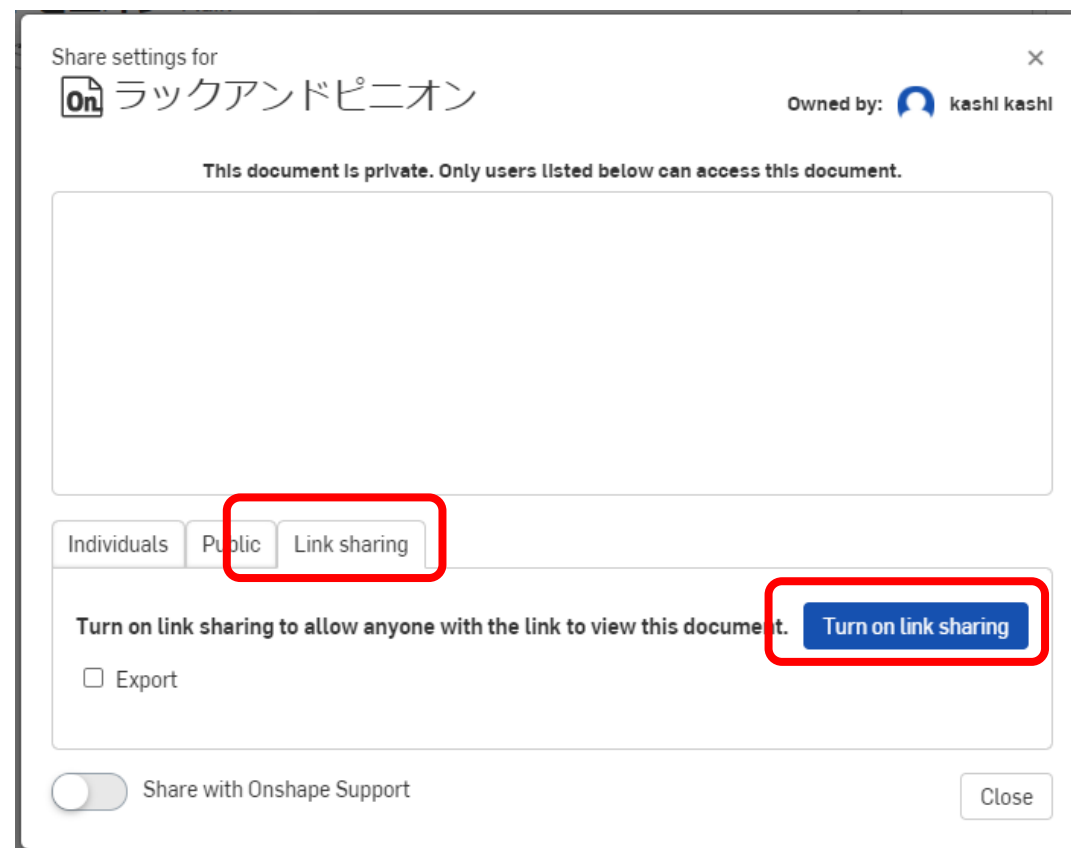 Share settings for
On ラックアンドピニオン
Owned by: kashi kashi
This document is private. Only users listed below can access this document.
Individuals Public Link sharing
Turn on link sharing to allow anyone with the link to view this document. Turn on link sharing
Export
Share with Onshape Support
Close